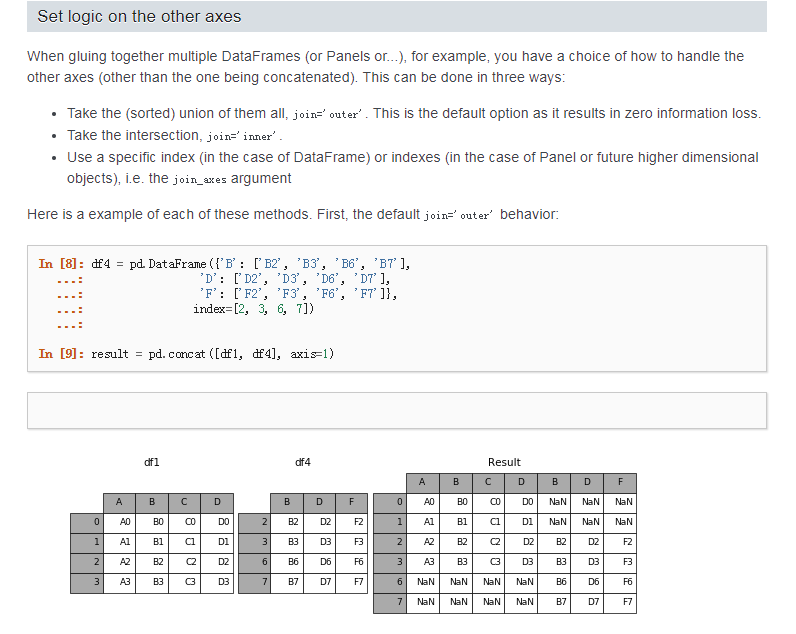 Set logic on the other axes
When gluing together multiple DataFrames (or Panels or...), for example, you have a choice of how to handle the
other axes (other than the one being concatenated). This can be done in three ways:
• Take the (sorted) union of them all, join='outer'. This is the default option as it results in zero information loss.
• Take the intersection, join='inner'.
• Use a specific index (in the case of DataFrame) or indexes (in the case of Panel or future higher dimensional
objects), i.e. the join_axes argument
Here is a example of each of these methods. First, the default join='outer' behavior:
In [8]: df4 = pd.DataFrame({'B': ['B2', 'B3', 'B6', 'B7'],
...: 'D': ['D2', 'D3', 'D6', 'D7'],
...: 'F': ['F2', 'F3', 'F6', 'F7']},
...: index=[2, 3, 6, 7])
...:
In [9]: result = pd.concat([df1, df4], axis=1)
df1 df4 Result
A B C D B D F
A B C D B D F 0 A0 B0 C0 D0 NaN NaN NaN
0 A0 B0 C0 D0 2 B2 D2 F2 1 A1 B1 C1 D1 NaN NaN NaN
1 A1 B1 C1 D1 3 B3 D3 F3 2 A2 B2 C2 D2 B2 D2 F2
2 A2 B2 C2 D2 6 B6 D6 F6 3 A3 B3 C3 D3 B3 D3 F3
3 A3 B3 C3 D3 7 B7 D7 F7 6 NaN NaN NaN NaN B6 D6 F6
7 NaN NaN NaN NaN B7 D7 F7